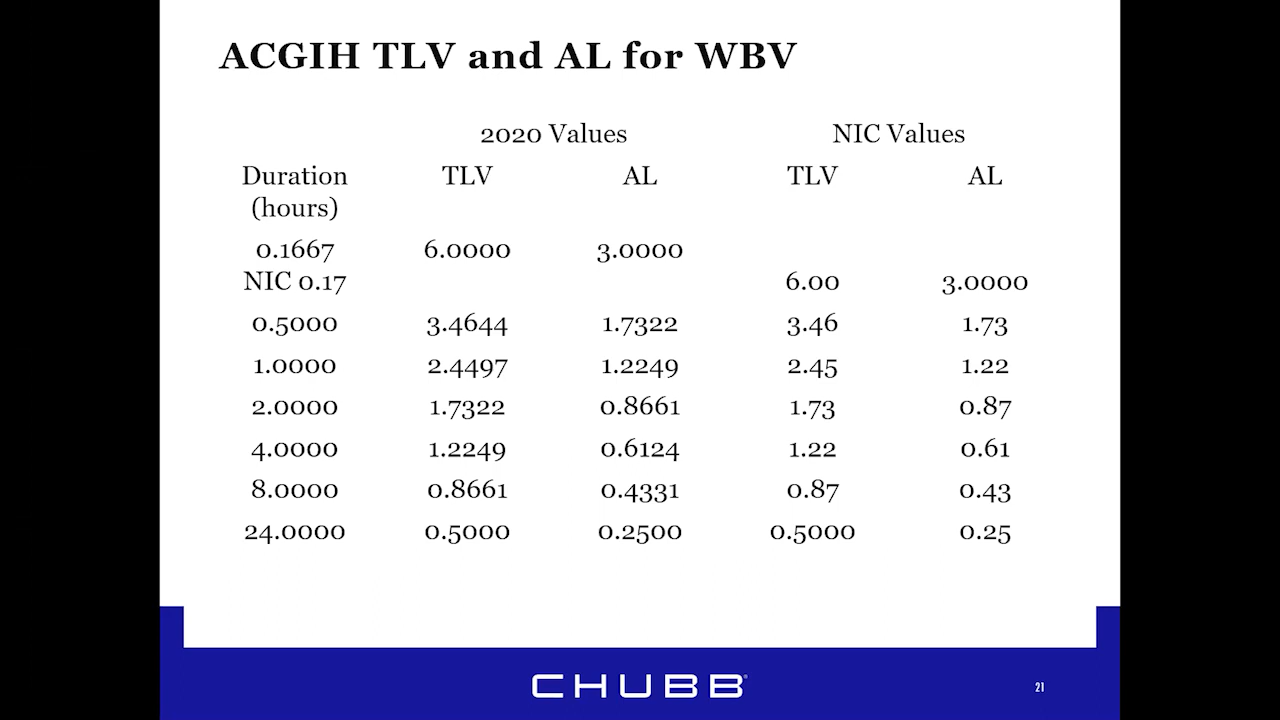 ACGIH TLV and AL for WBV
2020 Values NIC Values
Duration (hours) TLV AL TLV AL
0.1667 6.0000 3.0000
NIC 0.17 6.00 3.0000
0.5000 3.4644 1.7322 3.46 1.73
1.0000 2.4497 1.2249 2.45 1.22
2.0000 1.7322 0.8661 1.73 0.87
4.0000 1.2249 0.6124 1.22 0.61
8.0000 0.8661 0.4331 0.87 0.43
24.0000 0.5000 0.2500 0.5000 0.25
CHUBB®
21